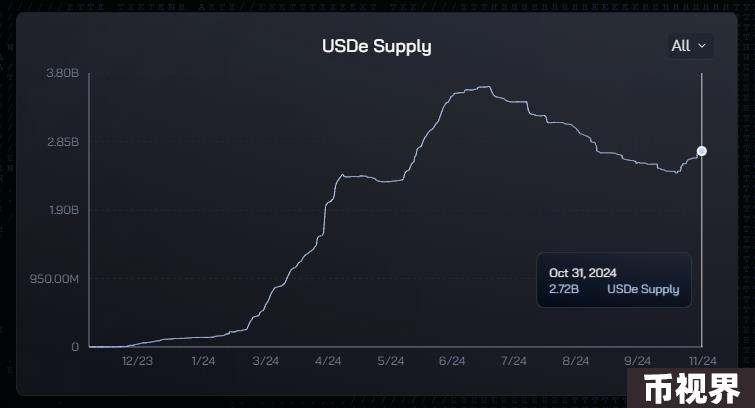 USDe Supply
All
3.80B
2.85B
1.90B
950.00M
0
Oct 31, 2024
2.72B USDe Supply
12/23 1/24 3/24 4/24 5/24 6/24 7/24 8/24 9/24 11/24
币视界